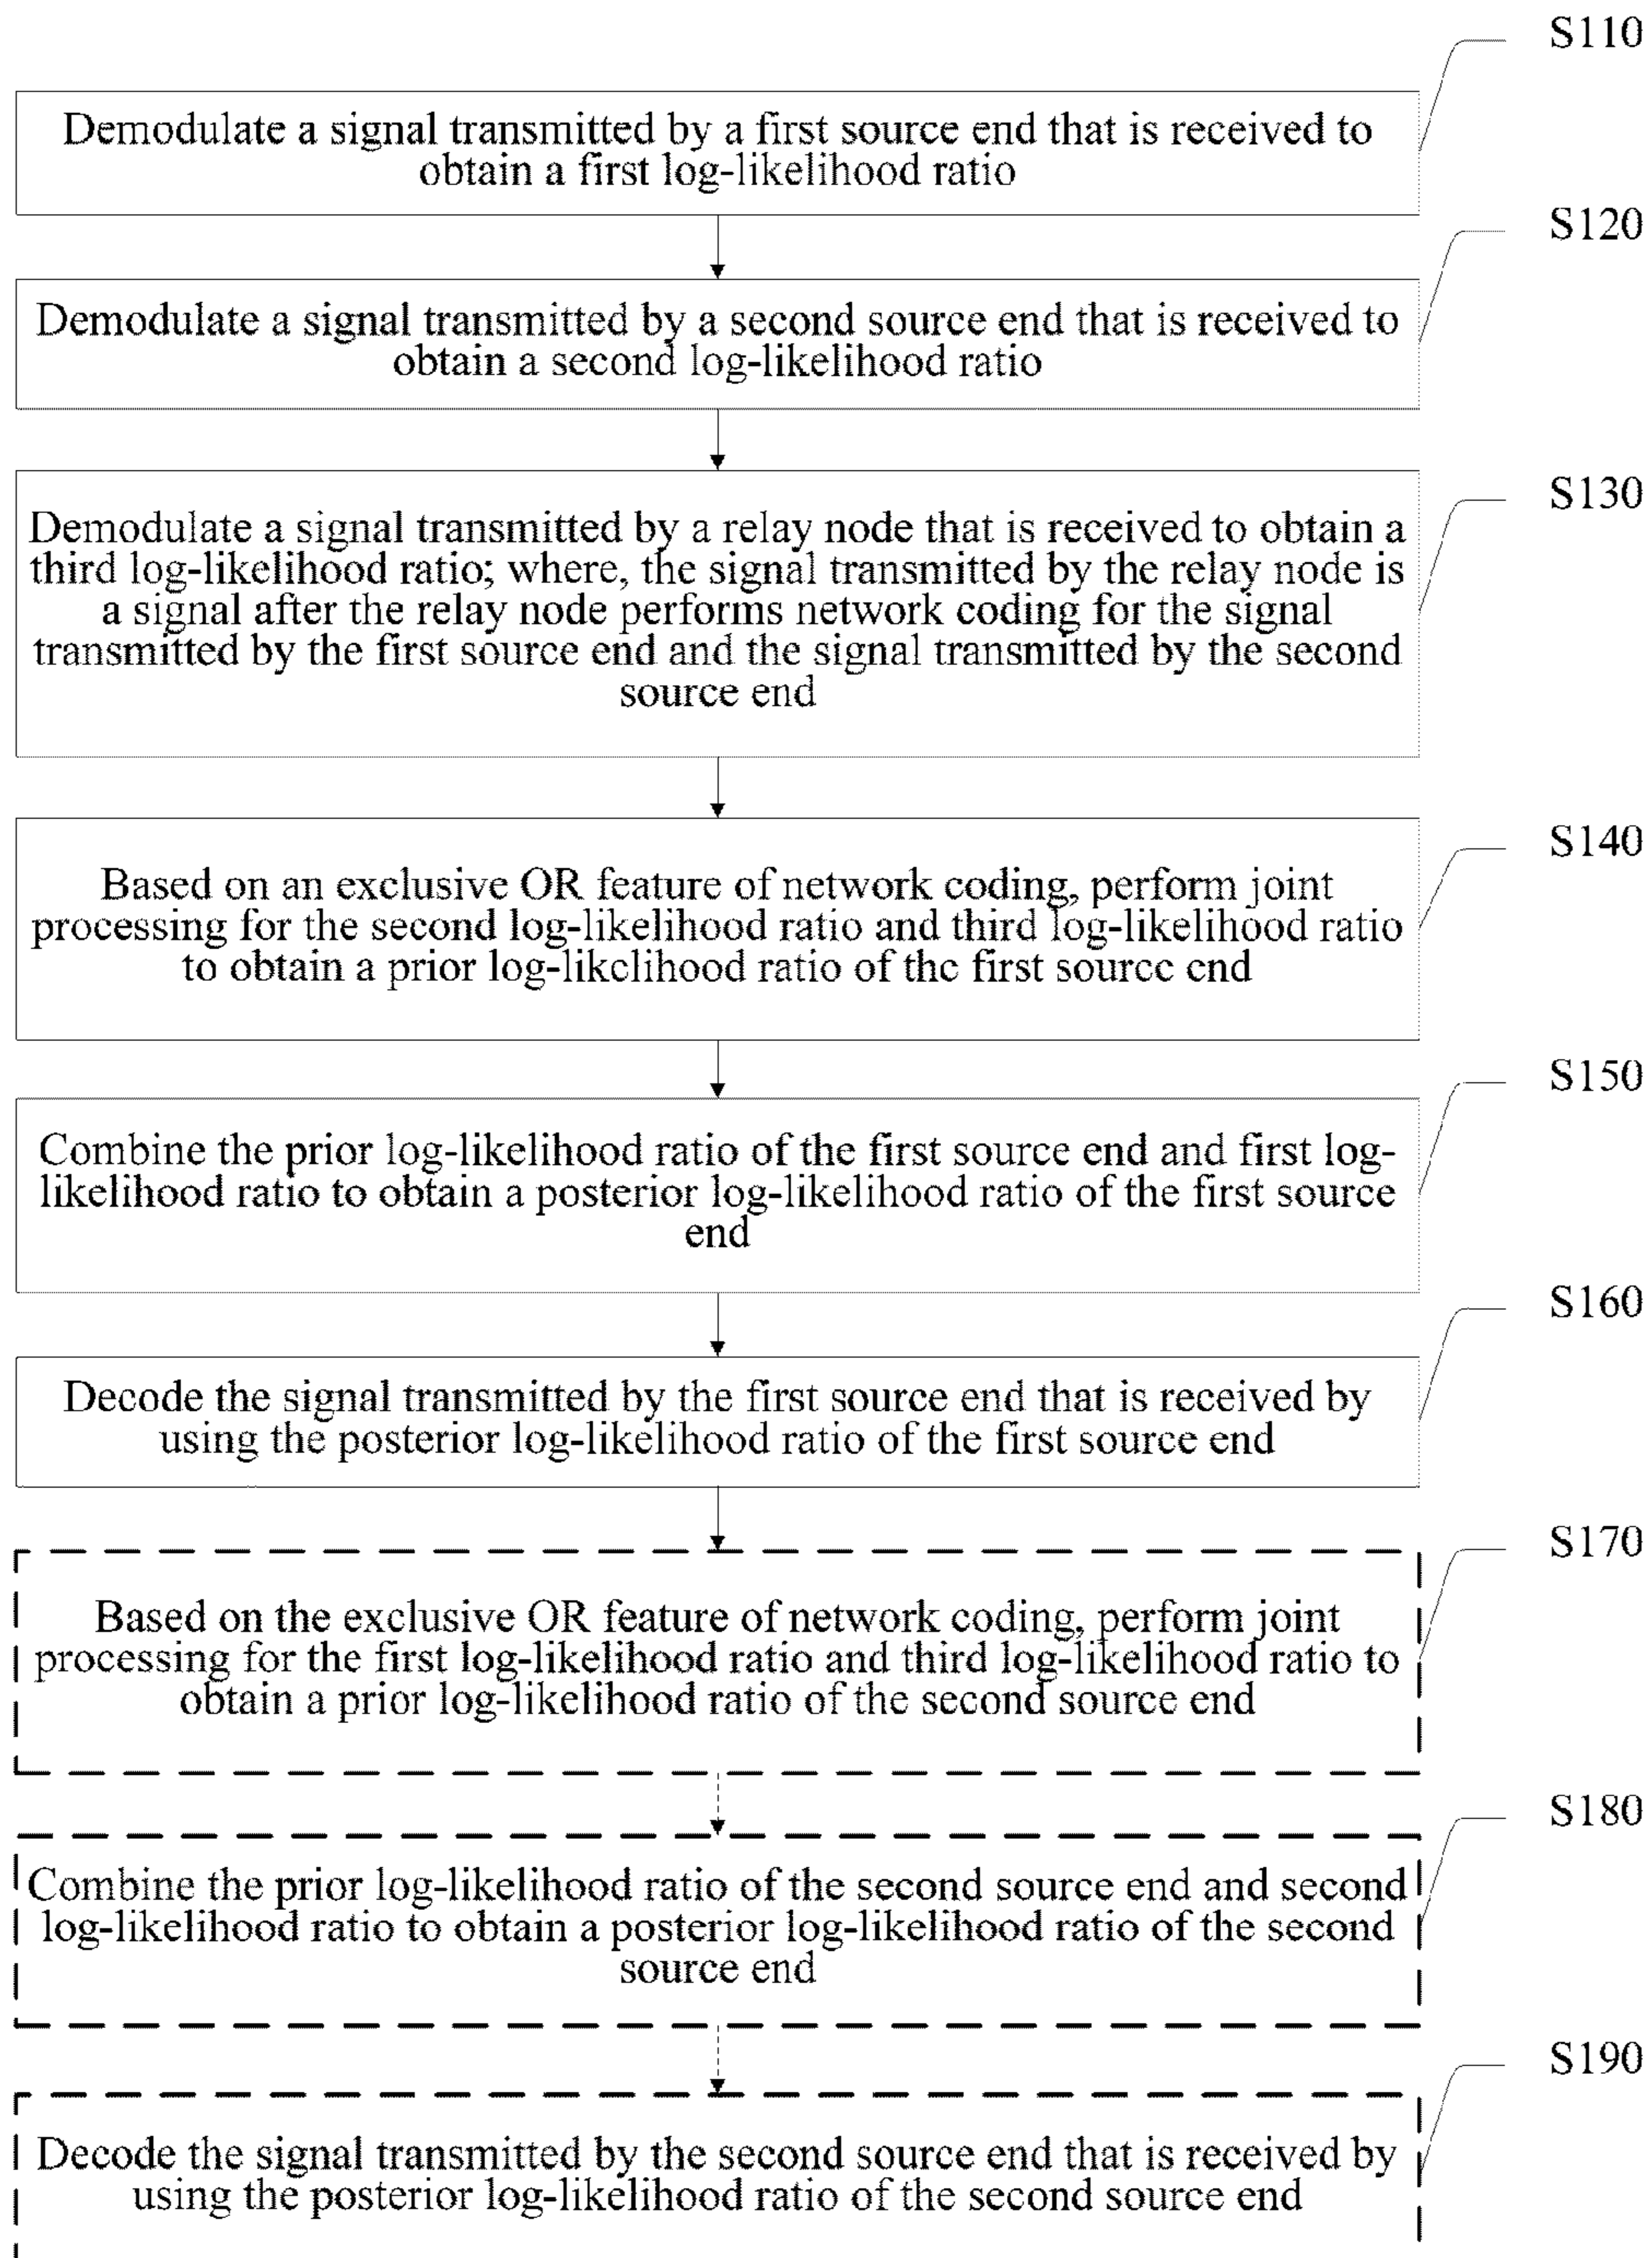 S110
Demodulate a signal transmitted by a first source end that is received to
obtain a first log-likelihood ratio
S120
Demodulate a signal transmitted by a second source end that is received to
obtain a second log-likelihood ratio
S130
Demodulate a signal transmitted by a relay node that is received to obtain a
third log-likelihood ratio; where, the signal transmitted by the relay node is
a signal after the relay node performs network coding for the signal
transmitted by the first source end and the signal transmitted by the second
source end
S140
Based on an exclusive OR feature of network coding, perform joint
processing for the second log-likelihood ratio and third log-likelihood ratio
to obtain a prior log-likelihood ratio of the first source end
S150
Combine the prior log-likelihood ratio of the first source end and first log-
likelihood ratio to obtain a posterior log-likelihood ratio of the first source
end
S160
Decode the signal transmitted by the first source end that is received by
using the posterior log-likelihood ratio of the first source end
S170
Based on the exclusive OR feature of network coding, perform joint
processing for the first log-likelihood ratio and third log-likelihood ratio to
obtain a prior log-likelihood ratio of the second source end
S180
Combine the prior log-likelihood ratio of the second source end and second
log-likelihood ratio to obtain a posterior log-likelihood ratio of the second
source end
S190
Decode the signal transmitted by the second source end that is received by
using the posterior log-likelihood ratio of the second source end